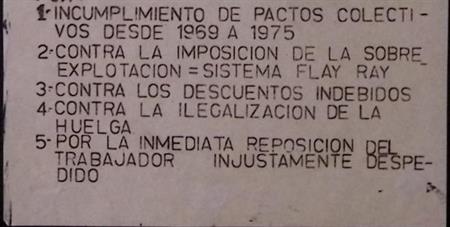 1- INCUMPLIMIENTO DE PACTOS COLECTI-
VOS DESDE 1969 A 1975
2- CONTRA LA IMPOSICION DE LA SOBRE
EXPLOTACION = SISTEMA FLAY RAY
3- CONTRA LOS DESCUENTOS INDEBIDOS
4- CONTRA LA ILEGALIZACION DE LA
HUELGA
5- POR LA INMEDIATA REPOSICION DEL
TRABAJADOR INJUSTAMENTE DESPE-
DIDO